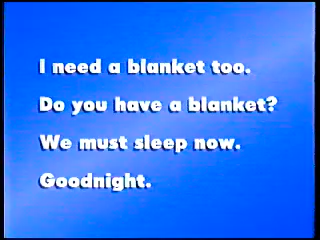 I need a blanket too.
Do you have a blanket?
We must sleep now.
Goodnight.